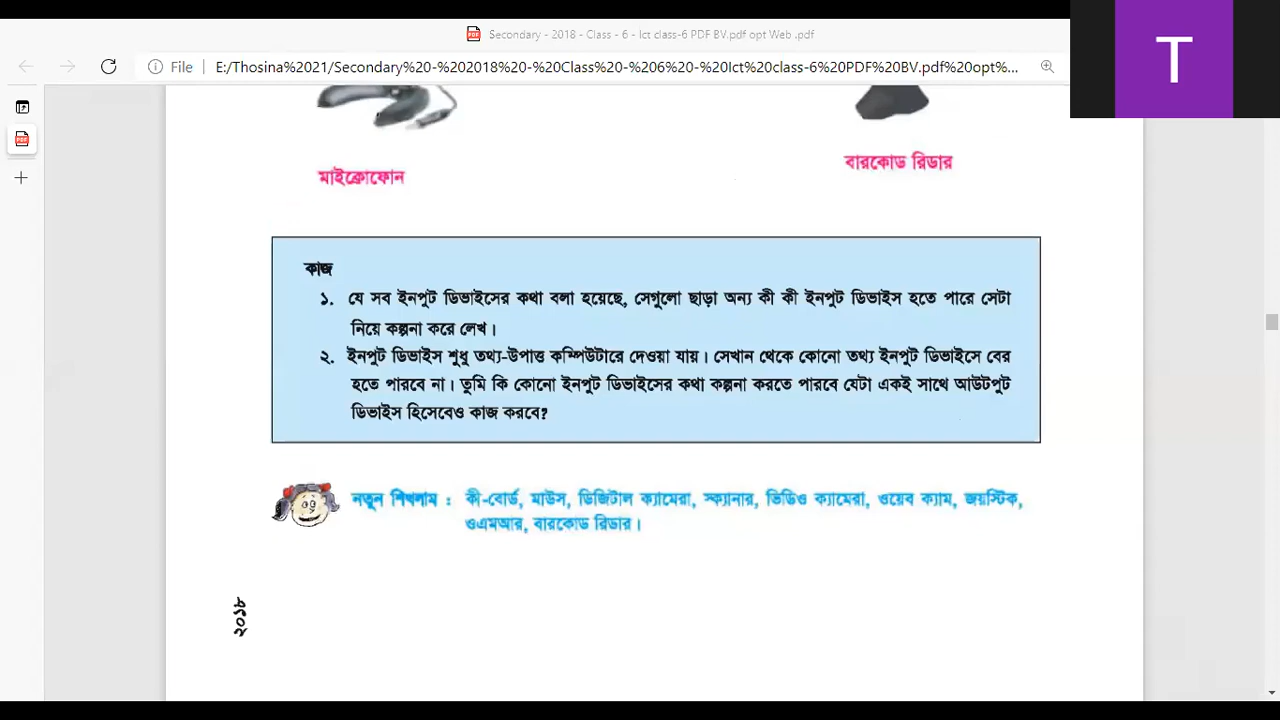 Secondary - 2018 - Class - 6 - Ict class-6 PDF BV.pdf opt Web .pdf
File E:/Thosina%2021/Secondary%20-%202018%20-%20Class%20-%206%20-%20Ict%20class-6%20PDF%20BV.pdf%20opt%...
T
মাইক্রোফোন
বারকোড রিডার
কাজ
১. যে সব ইনপুট ডিভাইসের কথা বলা হয়েছে, সেগুলো ছাড়া অন্য কী কী ইনপুট ডিভাইস হতে পারে সেটা
নিয়ে কল্পনা করে লেখ।
২. ইনপুট ডিভাইস শুধু তথ্য-উপাত্ত কম্পিউটারে দেওয়া যায়। সেখান থেকে কোনো তথ্য ইনপুট ডিভাইসে বের
হতে পারবে না। তুমি কি কোনো ইনপুট ডিভাইসের কথা কল্পনা করতে পারবে যেটা একই সাথে আউটপুট
ডিভাইস হিসেবেও কাজ করবে?
নতুন শিখলাম : কী-বোর্ড, মাউস, ডিজিটাল ক্যামেরা, স্ক্যানার, ভিডিও ক্যামেরা, ওয়েব ক্যাম, জয়স্টিক,
ওএমআর, বারকোড রিডার।
২০১৮